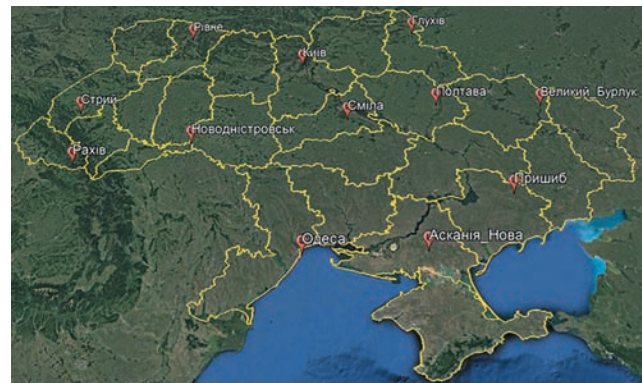 Глухів
Рівне
Київ
Стрий
Полтава
Великий_Бурлук
Сміла
Новодністровськ
Рахів
Пришиб
Одеса
Асканія_Нова